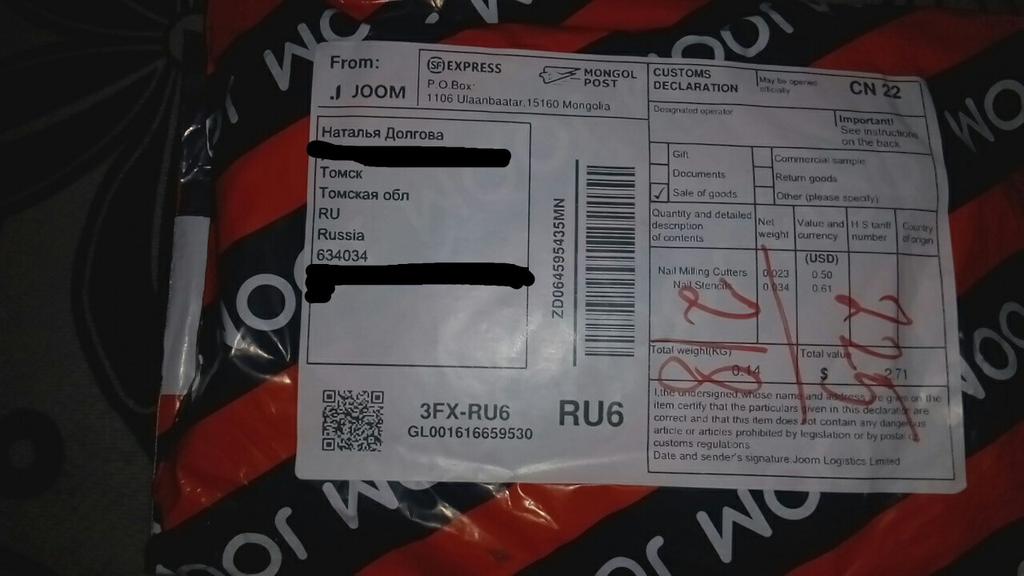 From:
JOOM
SF EXPRESS
MONGOL
POST
P.O.Box:
1106 Ulaanbaatar,15160 Mongolia
Наталья Долгова
Томск
Томская обл
RU
Russia
634034
ZD064595435MN
3FX-RU6
GL001616659530
RU6
CUSTOMS
DECLARATION
May be opened
officially
CN 22
Designated operator
Important!
See instructions
on the back
Gift
Commercial sample
Documents
Return goods
✓ Sale of goods
Other (please specify)
Quantity and detailed
description
of contents
Net
weight
Value and
currency
(USD)
H S tariff
number
Country
of origin
Nail Milling Cutters 0.023 0.50
Nail Stencils 0.034 0.61
Total weight(KG)
0.14
Total value
$ 2.71
I,the undersigned,whose name and address are given on the
item certify that the particulars given in this declaration are
correct and that this item does not contain any dangerous
article or articles prohibited by legislation or by postal or
customs regulations
Date and sender's signature:Joom Logistics Limited
JOOM
JOOM
JOOM
JOOM
JOOM